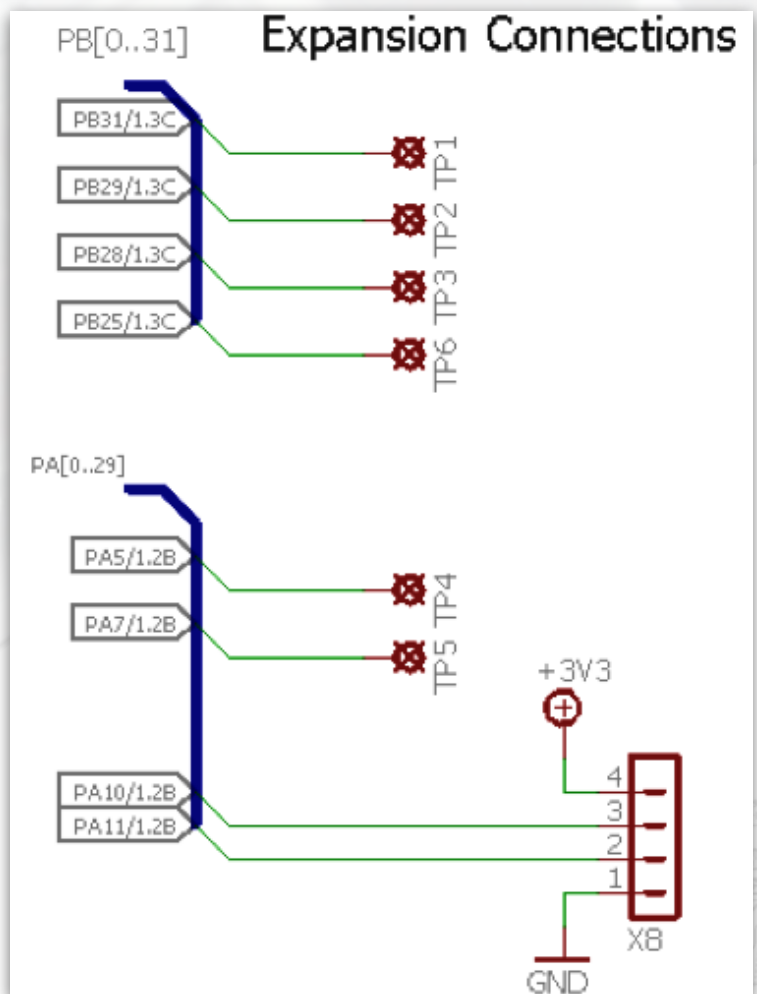 PB[0..31] Expansion Connections
PB31/1.3C
TP1
PB29/1.3C
TP2
PB28/1.3C
TP3
PB25/1.3C
TP6
PA[0..29]
PA5/1.2B
TP4
PA7/1.2B
TP5
+3V3
PA10/1.2B
4
3
PA11/1.2B
2
1
X8
GND